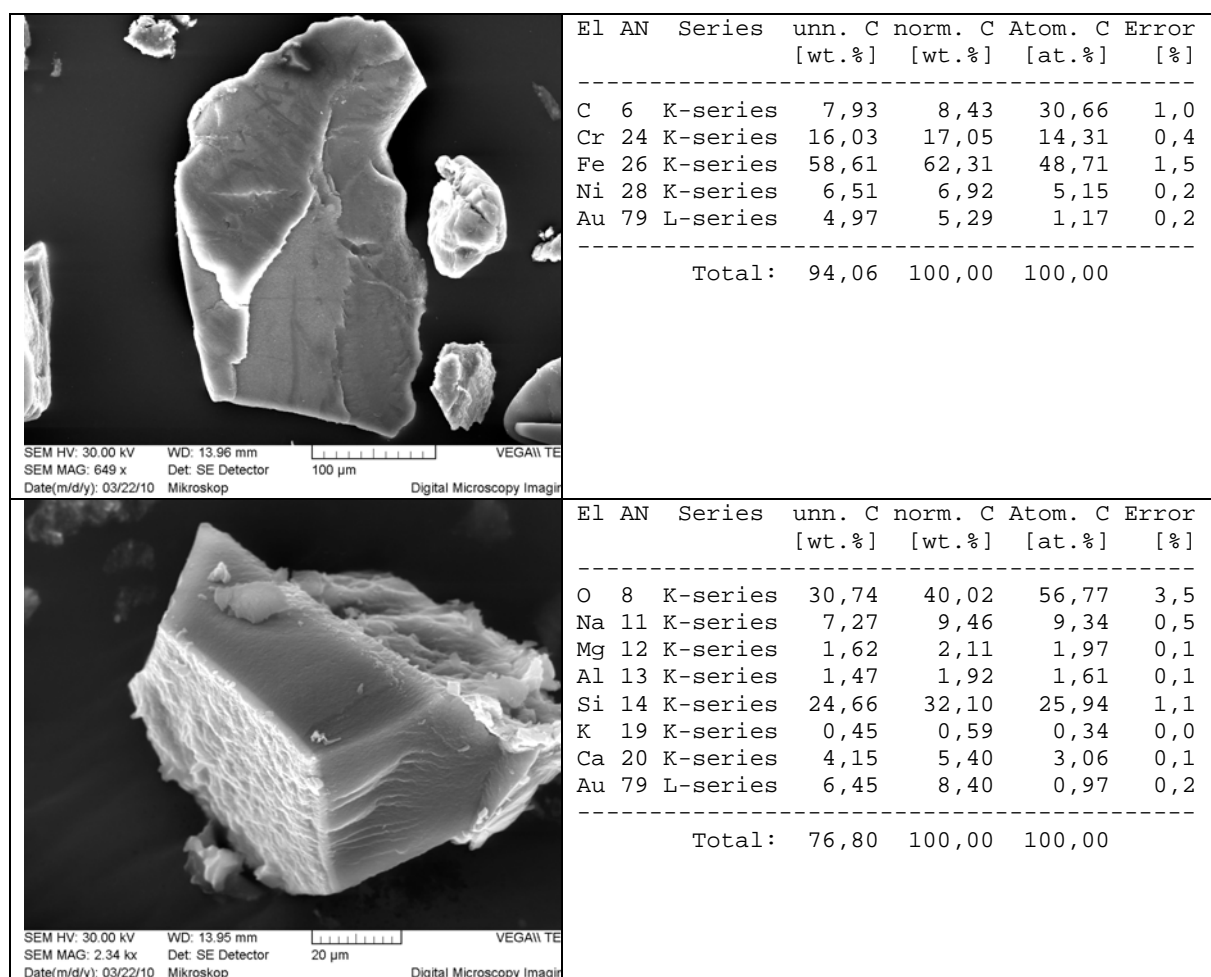 El AN Series unn. C norm. C Atom. C Error
[wt.%] [wt.%] [at.%] [%]
-------------------------------------------
C 6 K-series 7,93 8,43 30,66 1,0
Cr 24 K-series 16,03 17,05 14,31 0,4
Fe 26 K-series 58,61 62,31 48,71 1,5
Ni 28 K-series 6,51 6,92 5,15 0,2
Au 79 L-series 4,97 5,29 1,17 0,2
-------------------------------------------
Total: 94,06 100,00 100,00
SEM HV: 30.00 kV WD: 13.96 mm VEGA\\ TE
SEM MAG: 649 x Det: SE Detector 100 µm
Date(m/d/y): 03/22/10 Mikroskop Digital Microscopy Imagin
El AN Series unn. C norm. C Atom. C Error
[wt.%] [wt.%] [at.%] [%]
-------------------------------------------
O 8 K-series 30,74 40,02 56,77 3,5
Na 11 K-series 7,27 9,46 9,34 0,5
Mg 12 K-series 1,62 2,11 1,97 0,1
Al 13 K-series 1,47 1,92 1,61 0,1
Si 14 K-series 24,66 32,10 25,94 1,1
K 19 K-series 0,45 0,59 0,34 0,0
Ca 20 K-series 4,15 5,40 3,06 0,1
Au 79 L-series 6,45 8,40 0,97 0,2
-------------------------------------------
Total: 76,80 100,00 100,00
SEM HV: 30.00 kV WD: 13.95 mm VEGA\\ TE
SEM MAG: 2.34 kx Det: SE Detector 20 µm
Date(m/d/y): 03/22/10 Mikroskop Digital Microscopy Imagin